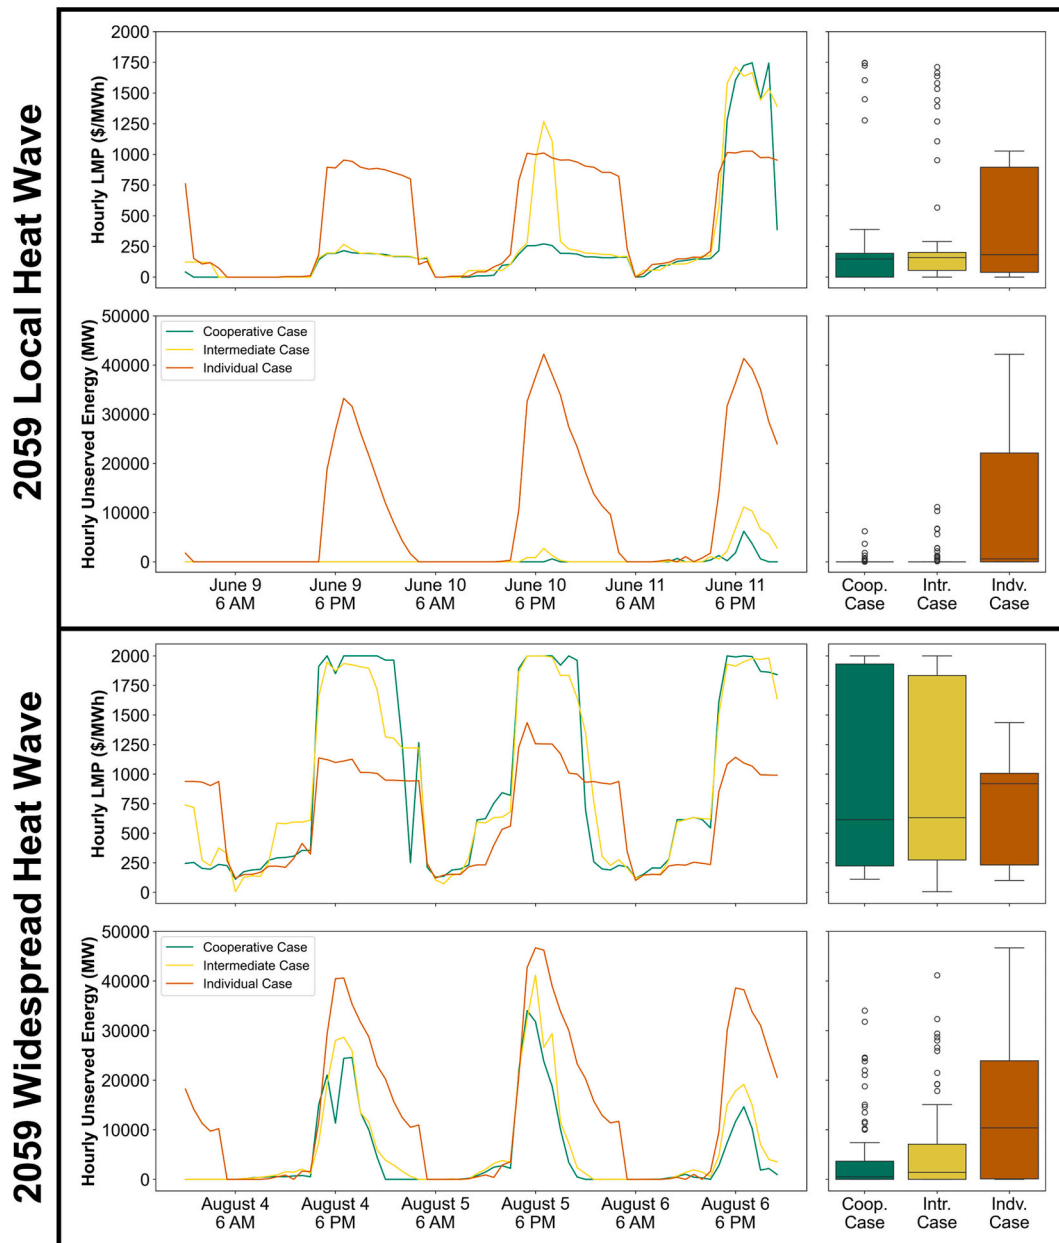 2059 Local Heat Wave
Hourly LMP ($/MWh)
2000
1750
1500
1250
1000
750
500
250
0
Hourly Unserved Energy (MW)
50000
40000
30000
20000
10000
0
Cooperative Case
Intermediate Case
Individual Case
June 9
6 AM
June 9
6 PM
June 10
6 AM
June 10
6 PM
June 11
6 AM
June 11
6 PM
Coop.
Case
Intr.
Case
Indv.
Case
2059 Widespread Heat Wave
Hourly LMP ($/MWh)
2000
1750
1500
1250
1000
750
500
250
0
Hourly Unserved Energy (MW)
50000
40000
30000
20000
10000
0
Cooperative Case
Intermediate Case
Individual Case
August 4
6 AM
August 4
6 PM
August 5
6 AM
August 5
6 PM
August 6
6 AM
August 6
6 PM
Coop.
Case
Intr.
Case
Indv.
Case